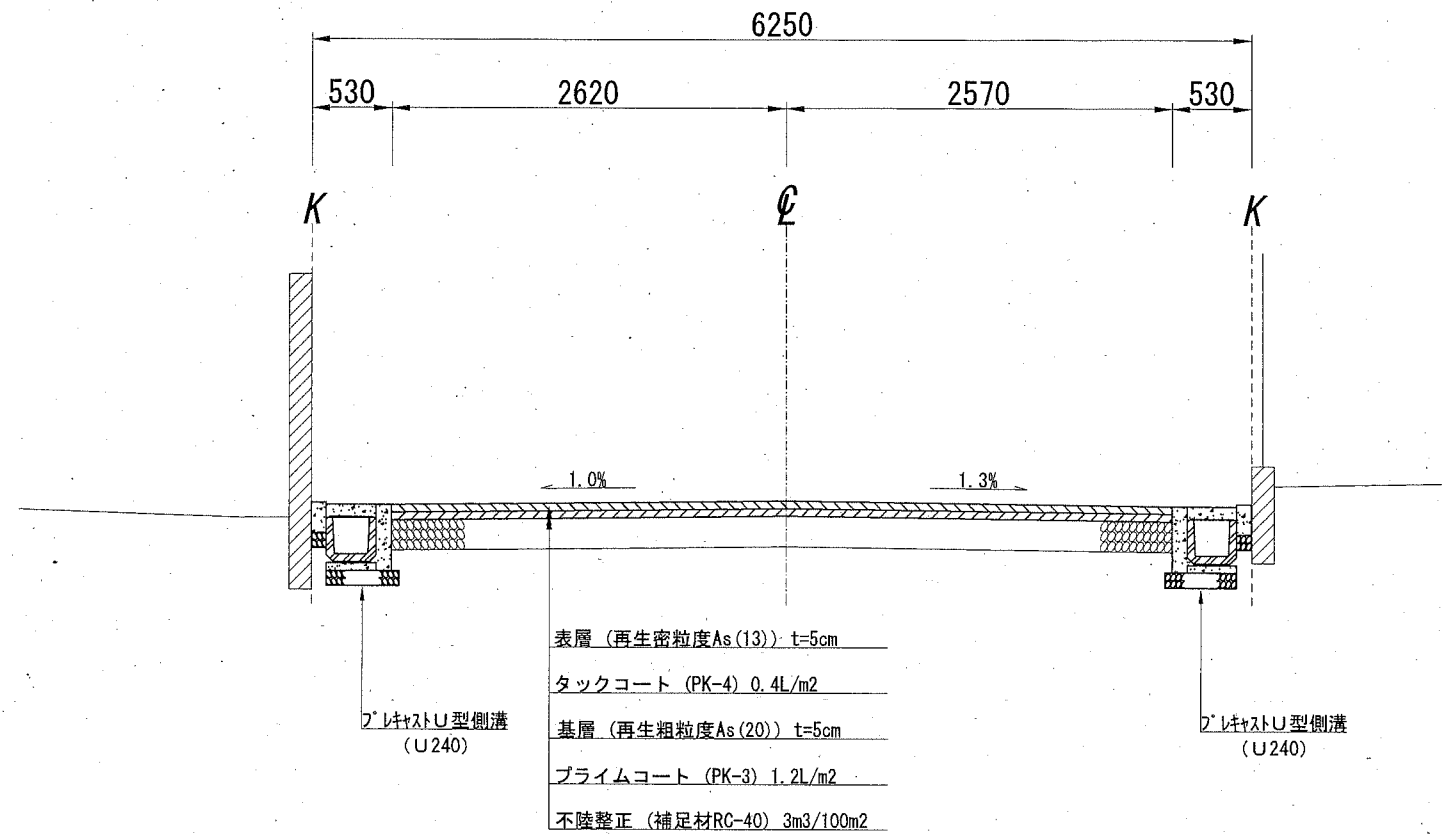 6250
530 2620 2570 530
K ℄ K
1.0% 1.3%
表層 (再生密粒度As(13)) t=5cm
タックコート (PK-4) 0.4L/m2
基層 (再生粗粒度As(20)) t=5cm
プライムコート (PK-3) 1.2L/m2
不陸整正 (補足材RC-40) 3m3/100m2
プレキャストU型側溝
(U240)
プレキャストU型側溝
(U240)